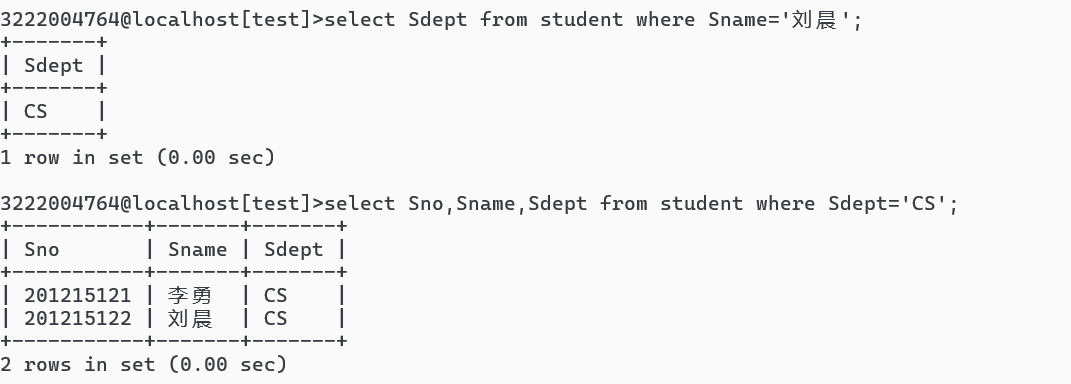 3222004764@localhost[test]>select Sdept from student where Sname='刘晨';
+-------+
| Sdept |
+-------+
| CS    |
+-------+
1 row in set (0.00 sec)

3222004764@localhost[test]>select Sno,Sname,Sdept from student where Sdept='CS';
+-----------+-------+-------+
| Sno       | Sname | Sdept |
+-----------+-------+-------+
| 201215121 | 李勇  | CS    |
| 201215122 | 刘晨  | CS    |
+-----------+-------+-------+
2 rows in set (0.00 sec)